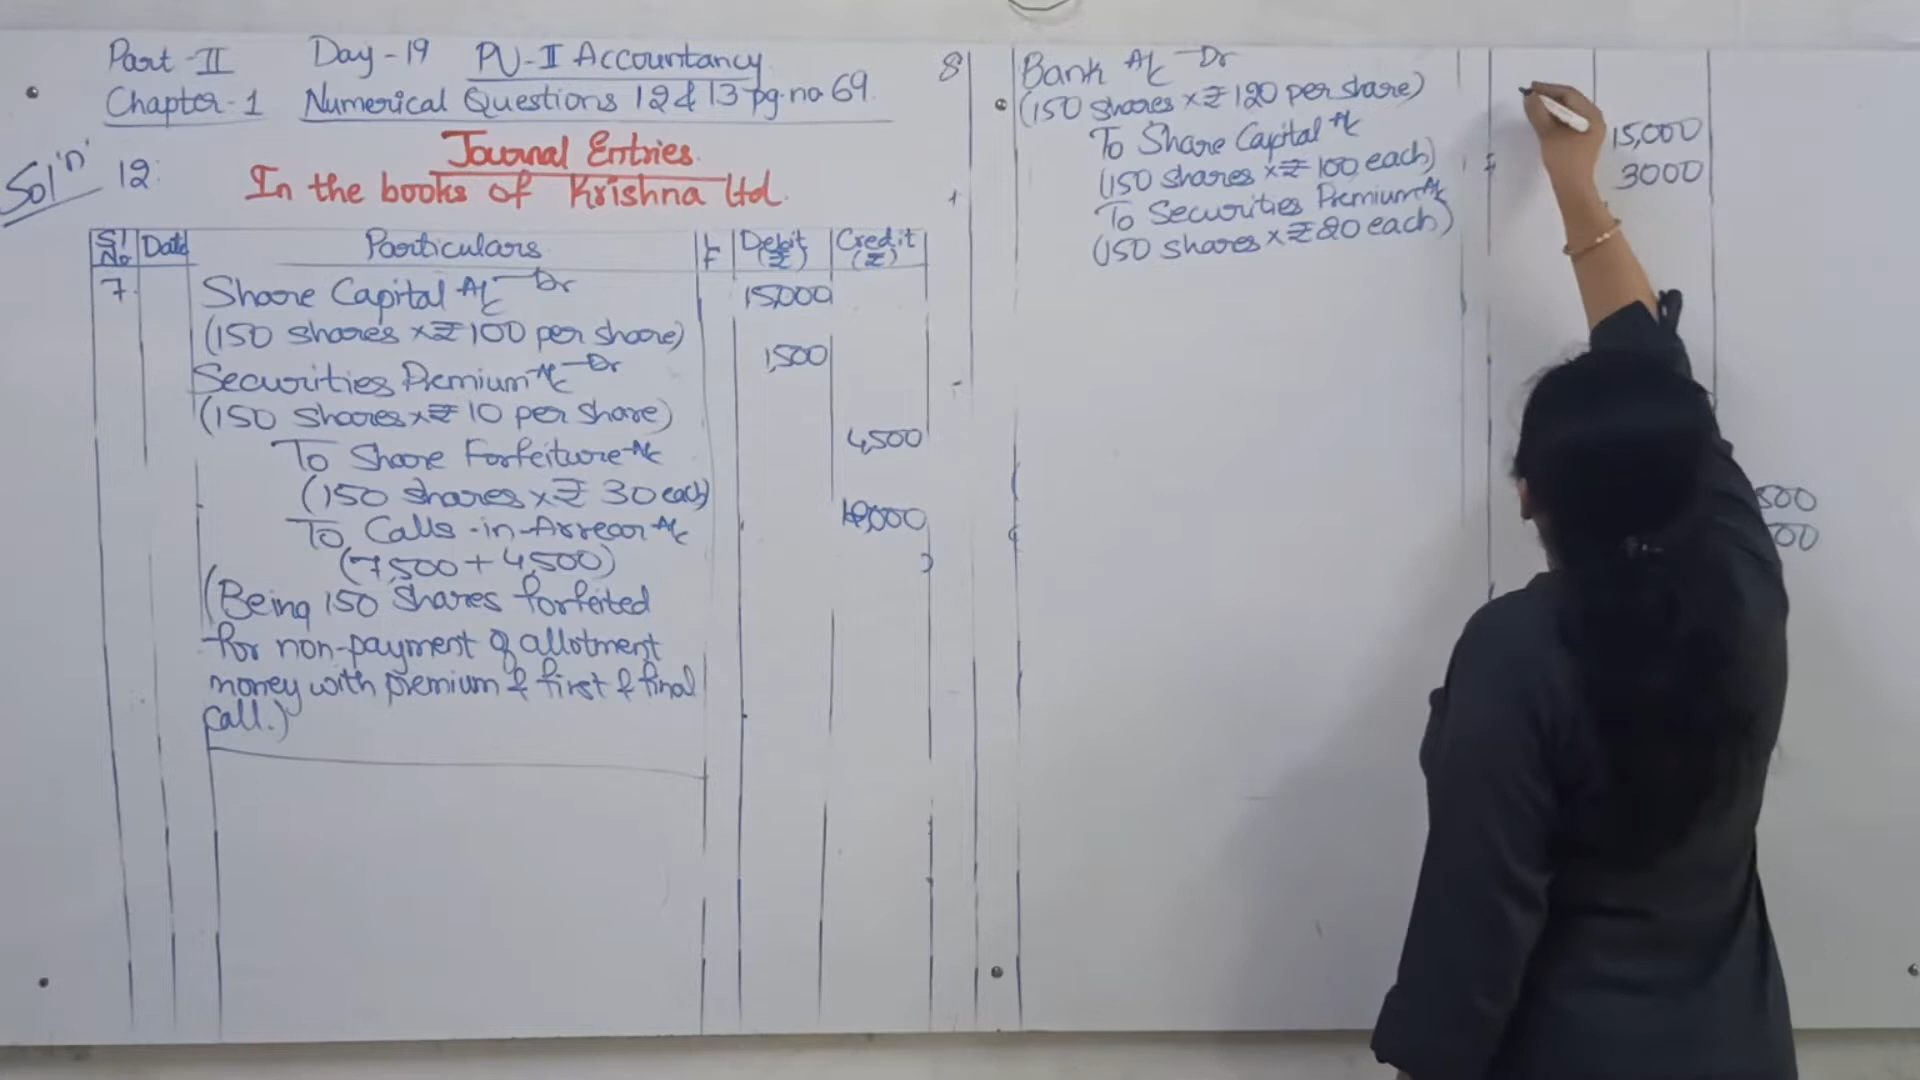 Part-II Day-19 PU-II Accountancy
Chapter-1 Numerical Questions 12 & 13 pg.no 69.
Journal Entries.
Sol'n' 12: In the books of Krishna Ltd.
Sl No Date Particulars LF Debit (₹) Credit (₹)
7. Share Capital A/c Dr 15,000
(150 shares × ₹ 100 per share)
Securities Premium A/c Dr 1,500
(150 shares × ₹ 10 per share)
To Share Forfeiture A/c 4,500
(150 shares × ₹ 30 each)
To Calls-in-Arrear A/c
(7,500 + 4,500)
(Being 150 shares forfeited
for non-payment of allotment
money with premium & first & final
call.)
8 Bank A/c Dr
(150 shares × ₹ 120 per share)
To Share Capital A/c 15,000
(150 shares × ₹ 100 each)
To Securities Premium A/c 3000
(150 shares × ₹ 20 each)